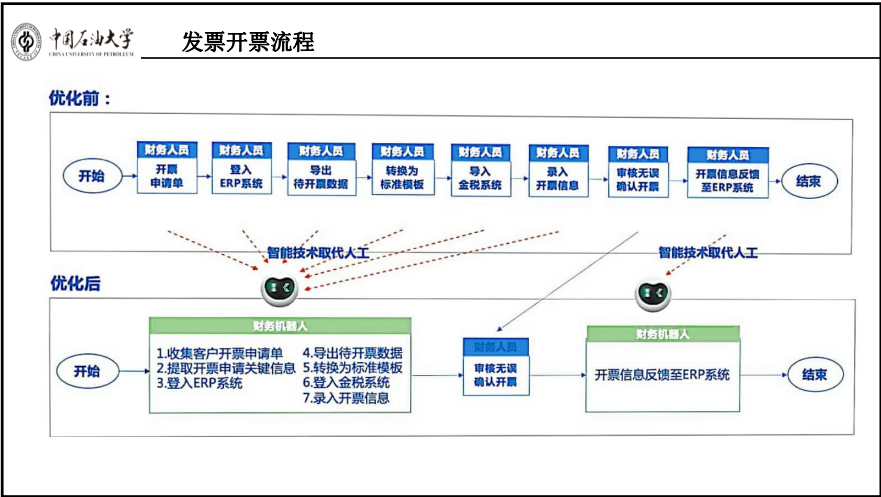 中国石油大学
CHINA UNIVERSITY OF PETROLEUM
发票开票流程
优化前：
开始
财务人员
开票
申请单
财务人员
登入
ERP系统
财务人员
导出
待开票数据
财务人员
转换为
标准模板
财务人员
导入
金税系统
财务人员
录入
开票信息
财务人员
审核无误
确认开票
财务人员
开票信息反馈
至ERP系统
结束
智能技术取代人工
智能技术取代人工
优化后
开始
财务机器人
1.收集客户开票申请单
2.提取开票申请关键信息
3.登入ERP系统
4.导出待开票数据
5.转换为标准模板
6.登入金税系统
7.录入开票信息
财务人员
审核无误
确认开票
财务机器人
开票信息反馈至ERP系统
结束